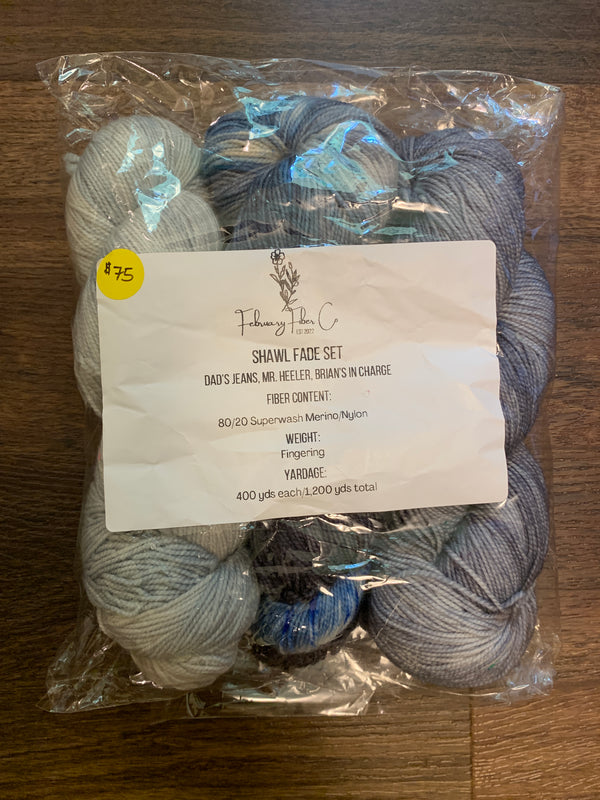 $75
February Fiber Co
EST 2022
SHAWL FADE SET
DAD'S JEANS, MR. HEELER, BRIAN'S IN CHARGE
FIBER CONTENT:
80/20 Superwash Merino/Nylon
WEIGHT:
Fingering
YARDAGE:
400 yds each/1,200 yds total